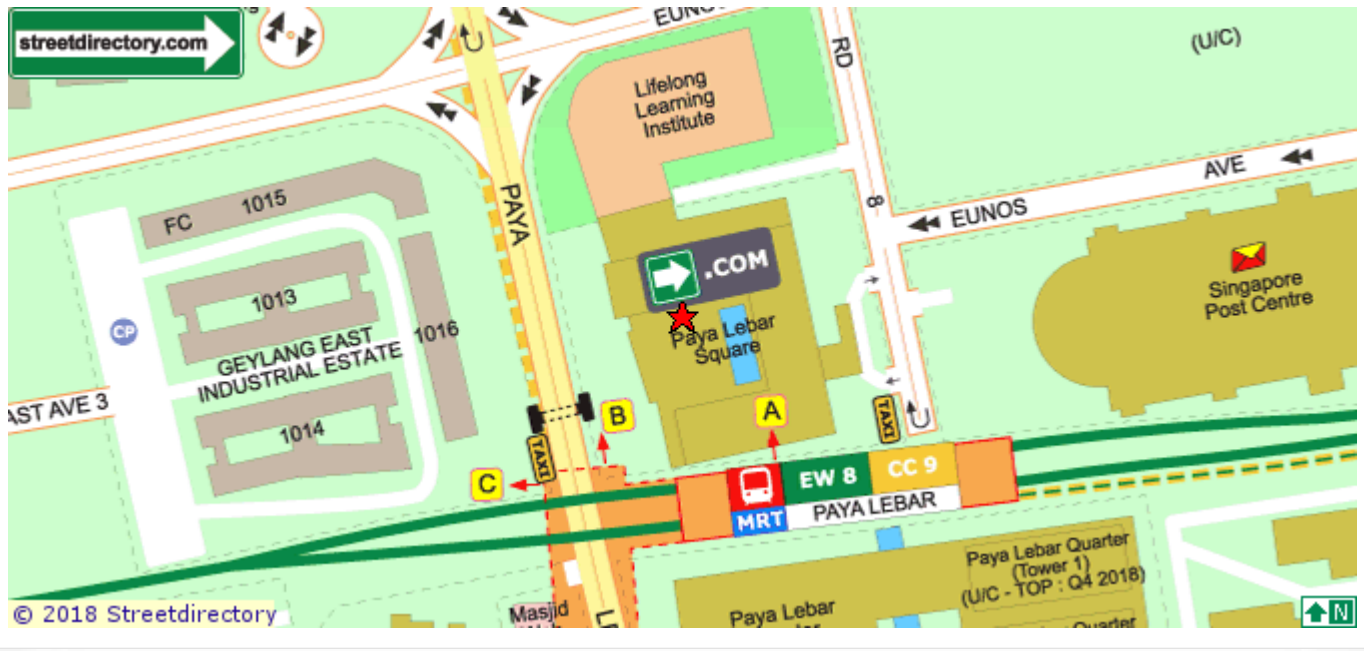 streetdirectory.com
EUNOS
RD
(U/C)
Lifelong
Learning
Institute
PAYA
8
AVE
EUNOS
FC
1015
1013
1016
GEYLANG EAST
INDUSTRIAL ESTATE
CP
1014
AST AVE 3
.COM
Paya Lebar
Square
Singapore
Post Centre
A
B
C
TAXI
TAXI
EW 8
CC 9
MRT
PAYA LEBAR
Paya Lebar Quarter
(Tower 1)
(U/C - TOP : Q4 2018)
Paya Lebar
Quarter
Masjid
LE
© 2018 Streetdirectory
N